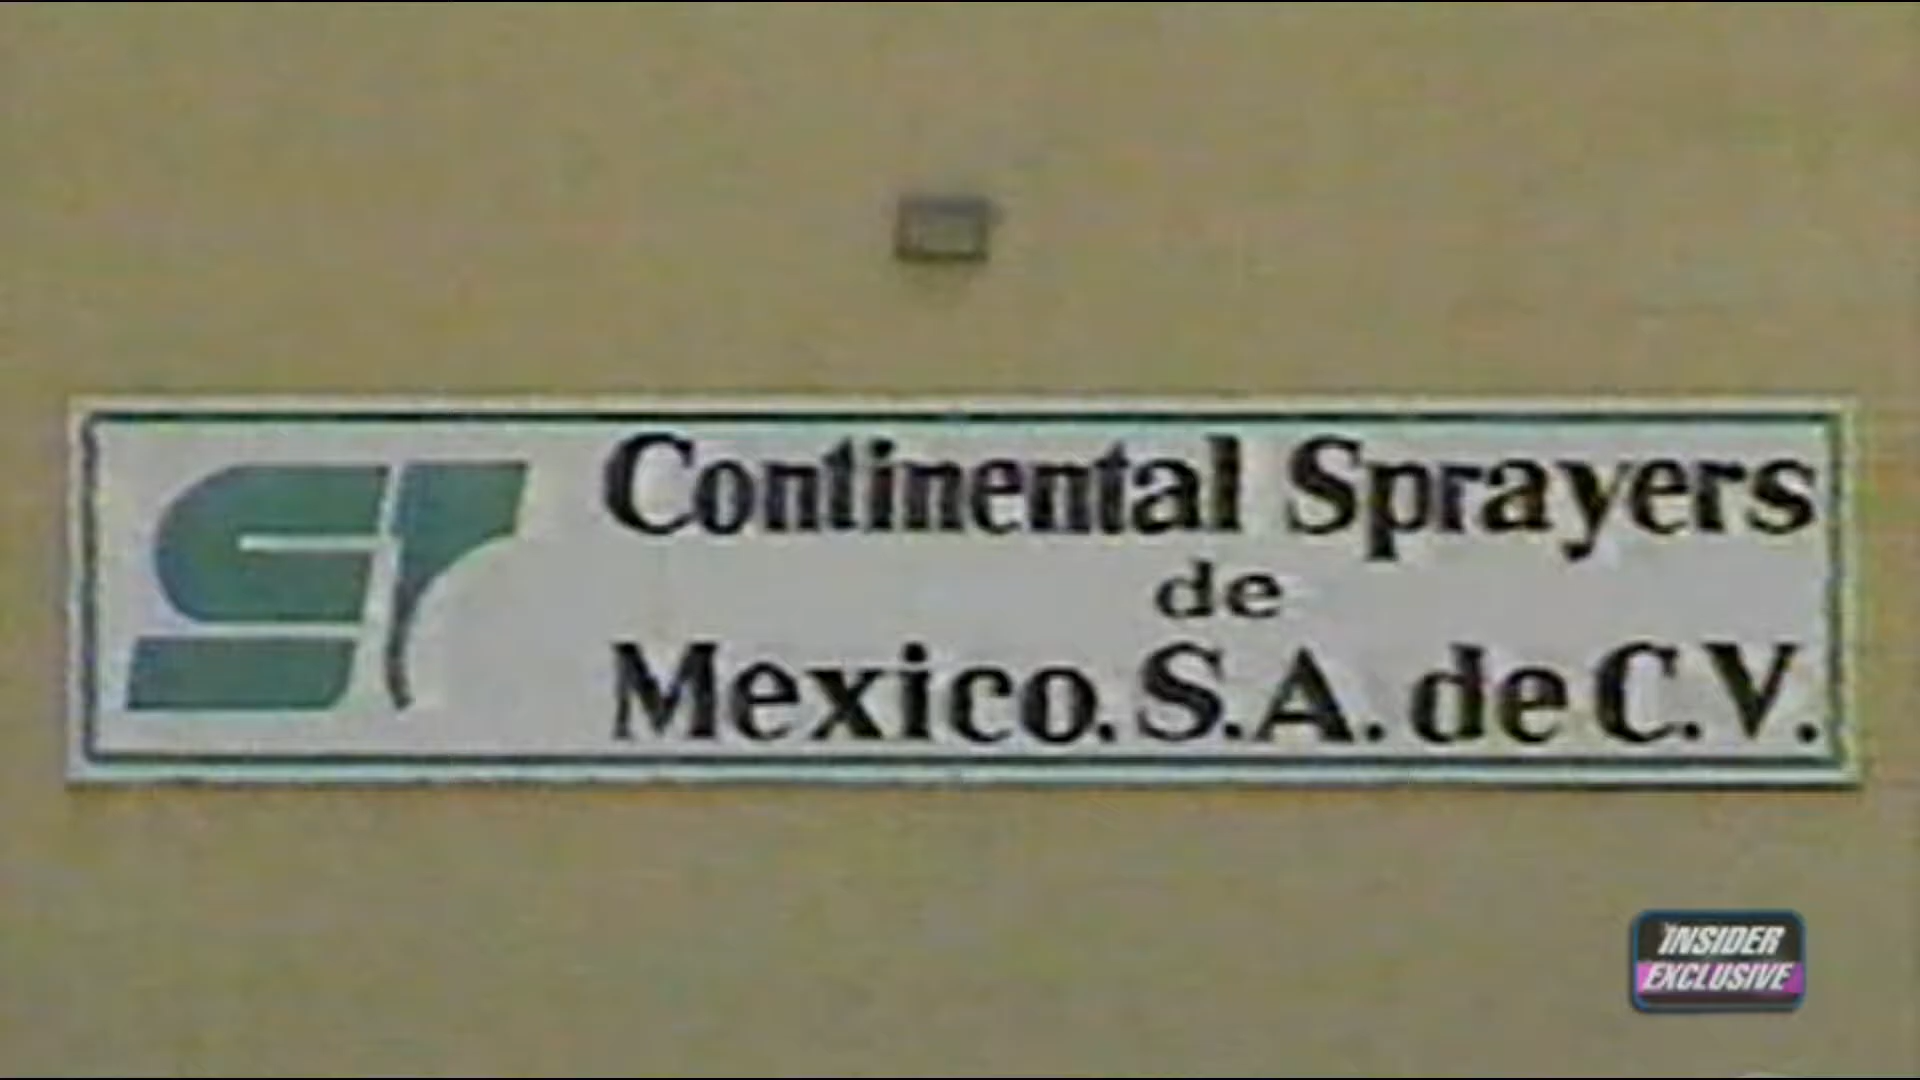 Continental Sprayers
de
Mexico. S.A. de C.V.
INSIDER
EXCLUSIVE